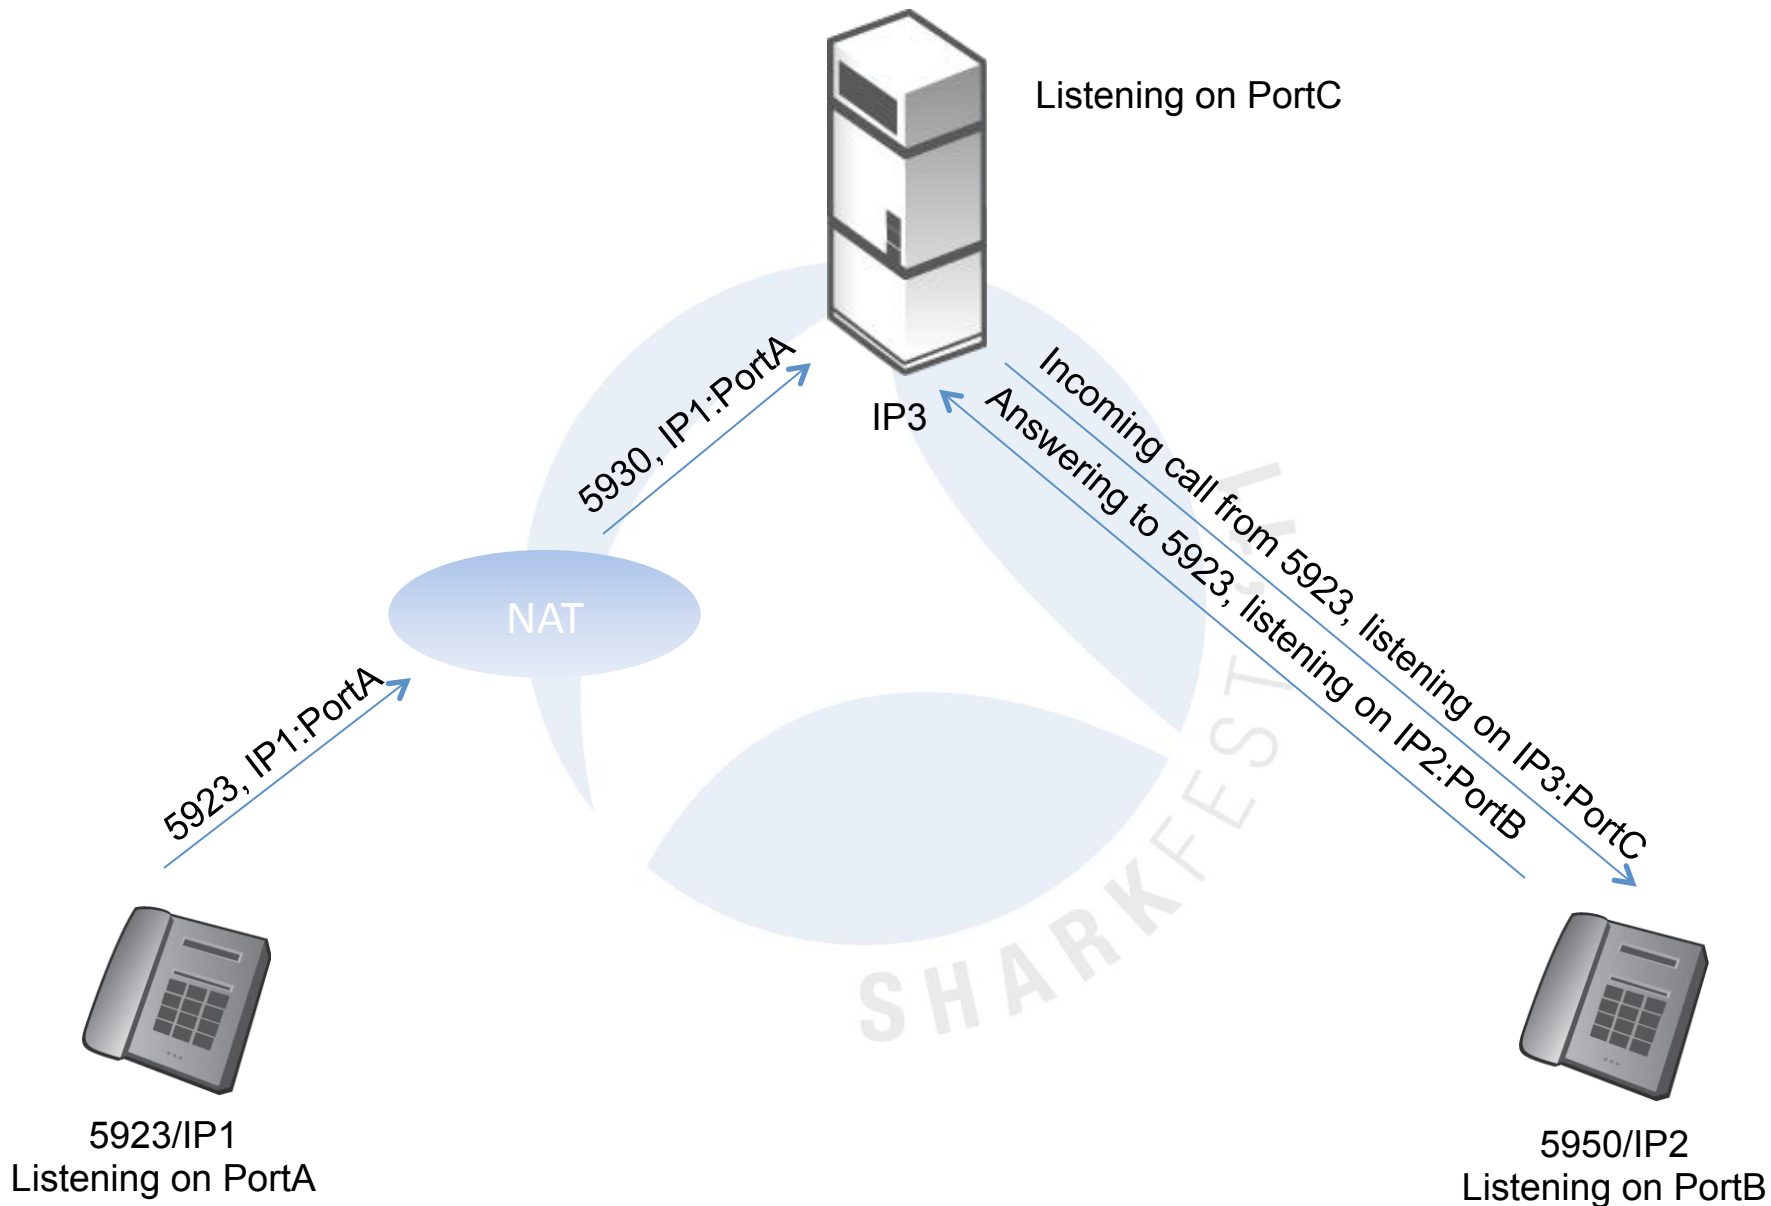 Listening on PortC
IP3
5930, IP1:PortA
Incoming call from 5923, listening on IP3:PortC
Answering to 5923, listening on IP2:PortB
NAT
5923, IP1:PortA
SHARKFEST
5923/IP1
Listening on PortA
5950/IP2
Listening on PortB